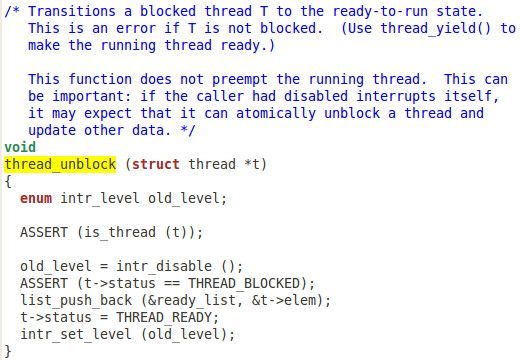 /* Transitions a blocked thread T to the ready-to-run state.
   This is an error if T is not blocked.  (Use thread_yield() to
   make the running thread ready.)

   This function does not preempt the running thread.  This can
   be important: if the caller had disabled interrupts itself,
   it may expect that it can atomically unblock a thread and
   update other data. */
void
thread_unblock (struct thread *t)
{
  enum intr_level old_level;

  ASSERT (is_thread (t));

  old_level = intr_disable ();
  ASSERT (t->status == THREAD_BLOCKED);
  list_push_back (&ready_list, &t->elem);
  t->status = THREAD_READY;
  intr_set_level (old_level);
}